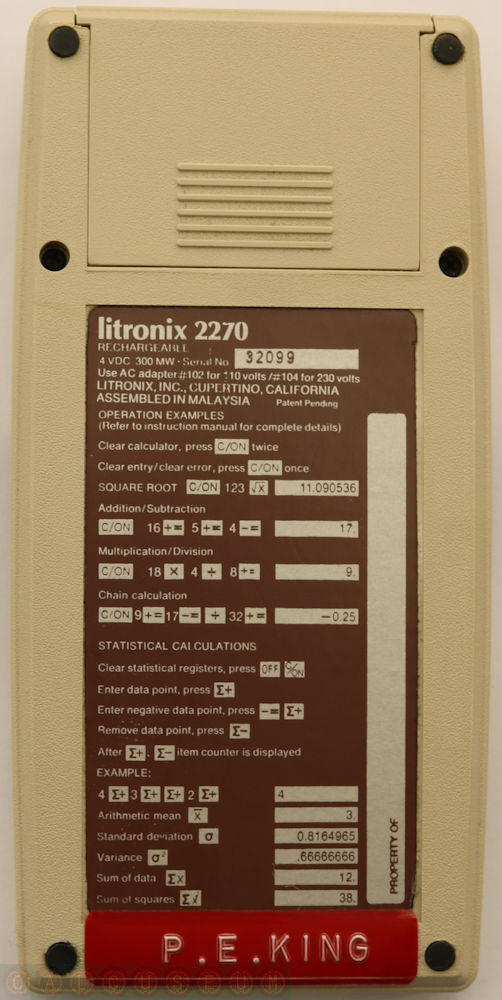 litronix 2270
RECHARGEABLE
4 VDC 300 MW · Serial No 32099
Use AC adapter #102 for 110 volts /#104 for 230 volts
LITRONIX, INC., CUPERTINO, CALIFORNIA
ASSEMBLED IN MALAYSIA Patent Pending
OPERATION EXAMPLES
(Refer to instruction manual for complete details)
Clear calculator, press C/ON twice
Clear entry/clear error, press C/ON once
SQUARE ROOT C/ON 123 √x 11.090536
Addition/Subtraction
C/ON 16 += 5 += 4 -= 17.
Multiplication/Division
C/ON 18 × 4 ÷ 8 += 9.
Chain calculation
C/ON 9 += 17 -= ÷ 32 += -0.25
STATISTICAL CALCULATIONS
Clear statistical registers, press OFF C/ON
Enter data point, press Σ+
Enter negative data point, press -= Σ+
Remove data point, press Σ-
After Σ+, Σ- item counter is displayed
EXAMPLE;
4 Σ+ 3 Σ+ Σ+ 2 Σ+ 4
Arithmetic mean x̄ 3.
Standard deviation σ 0.8164965
Variance σ² .66666666
Sum of data Σx 12.
Sum of squares Σx² 38.
PROPERTY OF
P.E.KING
CALCUSEUM